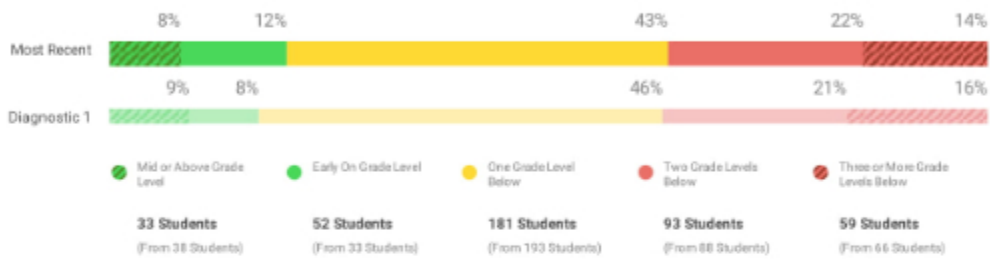 8% 12% 43% 22% 14%
Most Recent
9% 8% 46% 21% 16%
Diagnostic 1
Mid or Above Grade Level
Early On Grade Level
One Grade Level Below
Two Grade Levels Below
Three or More Grade Levels Below
33 Students 52 Students 181 Students 93 Students 59 Students
(From 38 Students) (From 33 Students) (From 193 Students) (From 88 Students) (From 66 Students)